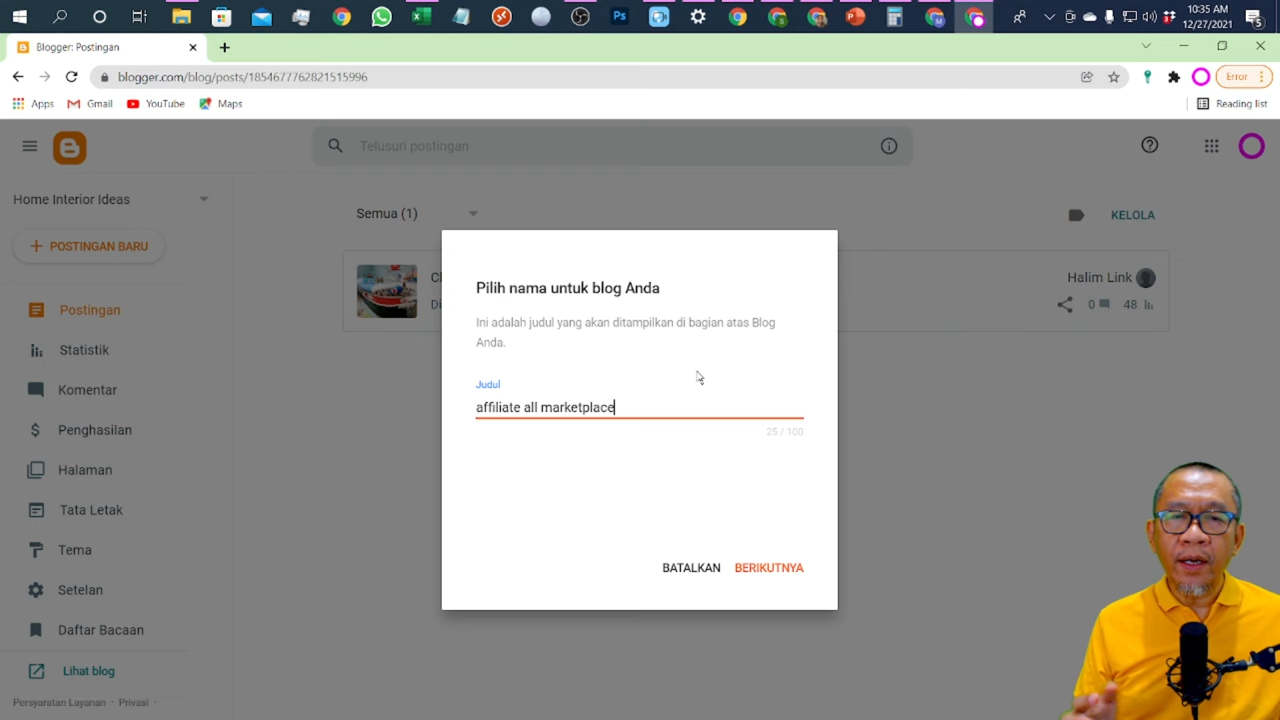 10:35 AM
12/27/2021
Blogger: Postingan
blogger.com/blog/posts/1854677762821515996
Error
Apps
Gmail
YouTube
Maps
Reading list
Telusuri postingan
Home Interior Ideas
Semua (1)
KELOLA
POSTINGAN BARU
Halim Link
0
48
Pilih nama untuk blog Anda
Ini adalah judul yang akan ditampilkan di bagian atas Blog
Anda.
Judul
affiliate all marketplace
25 / 100
BATALKAN
BERIKUTNYA
Postingan
Statistik
Komentar
Penghasilan
Halaman
Tata Letak
Tema
Setelan
Daftar Bacaan
Lihat blog
Persyaratan Layanan · Privasi ·